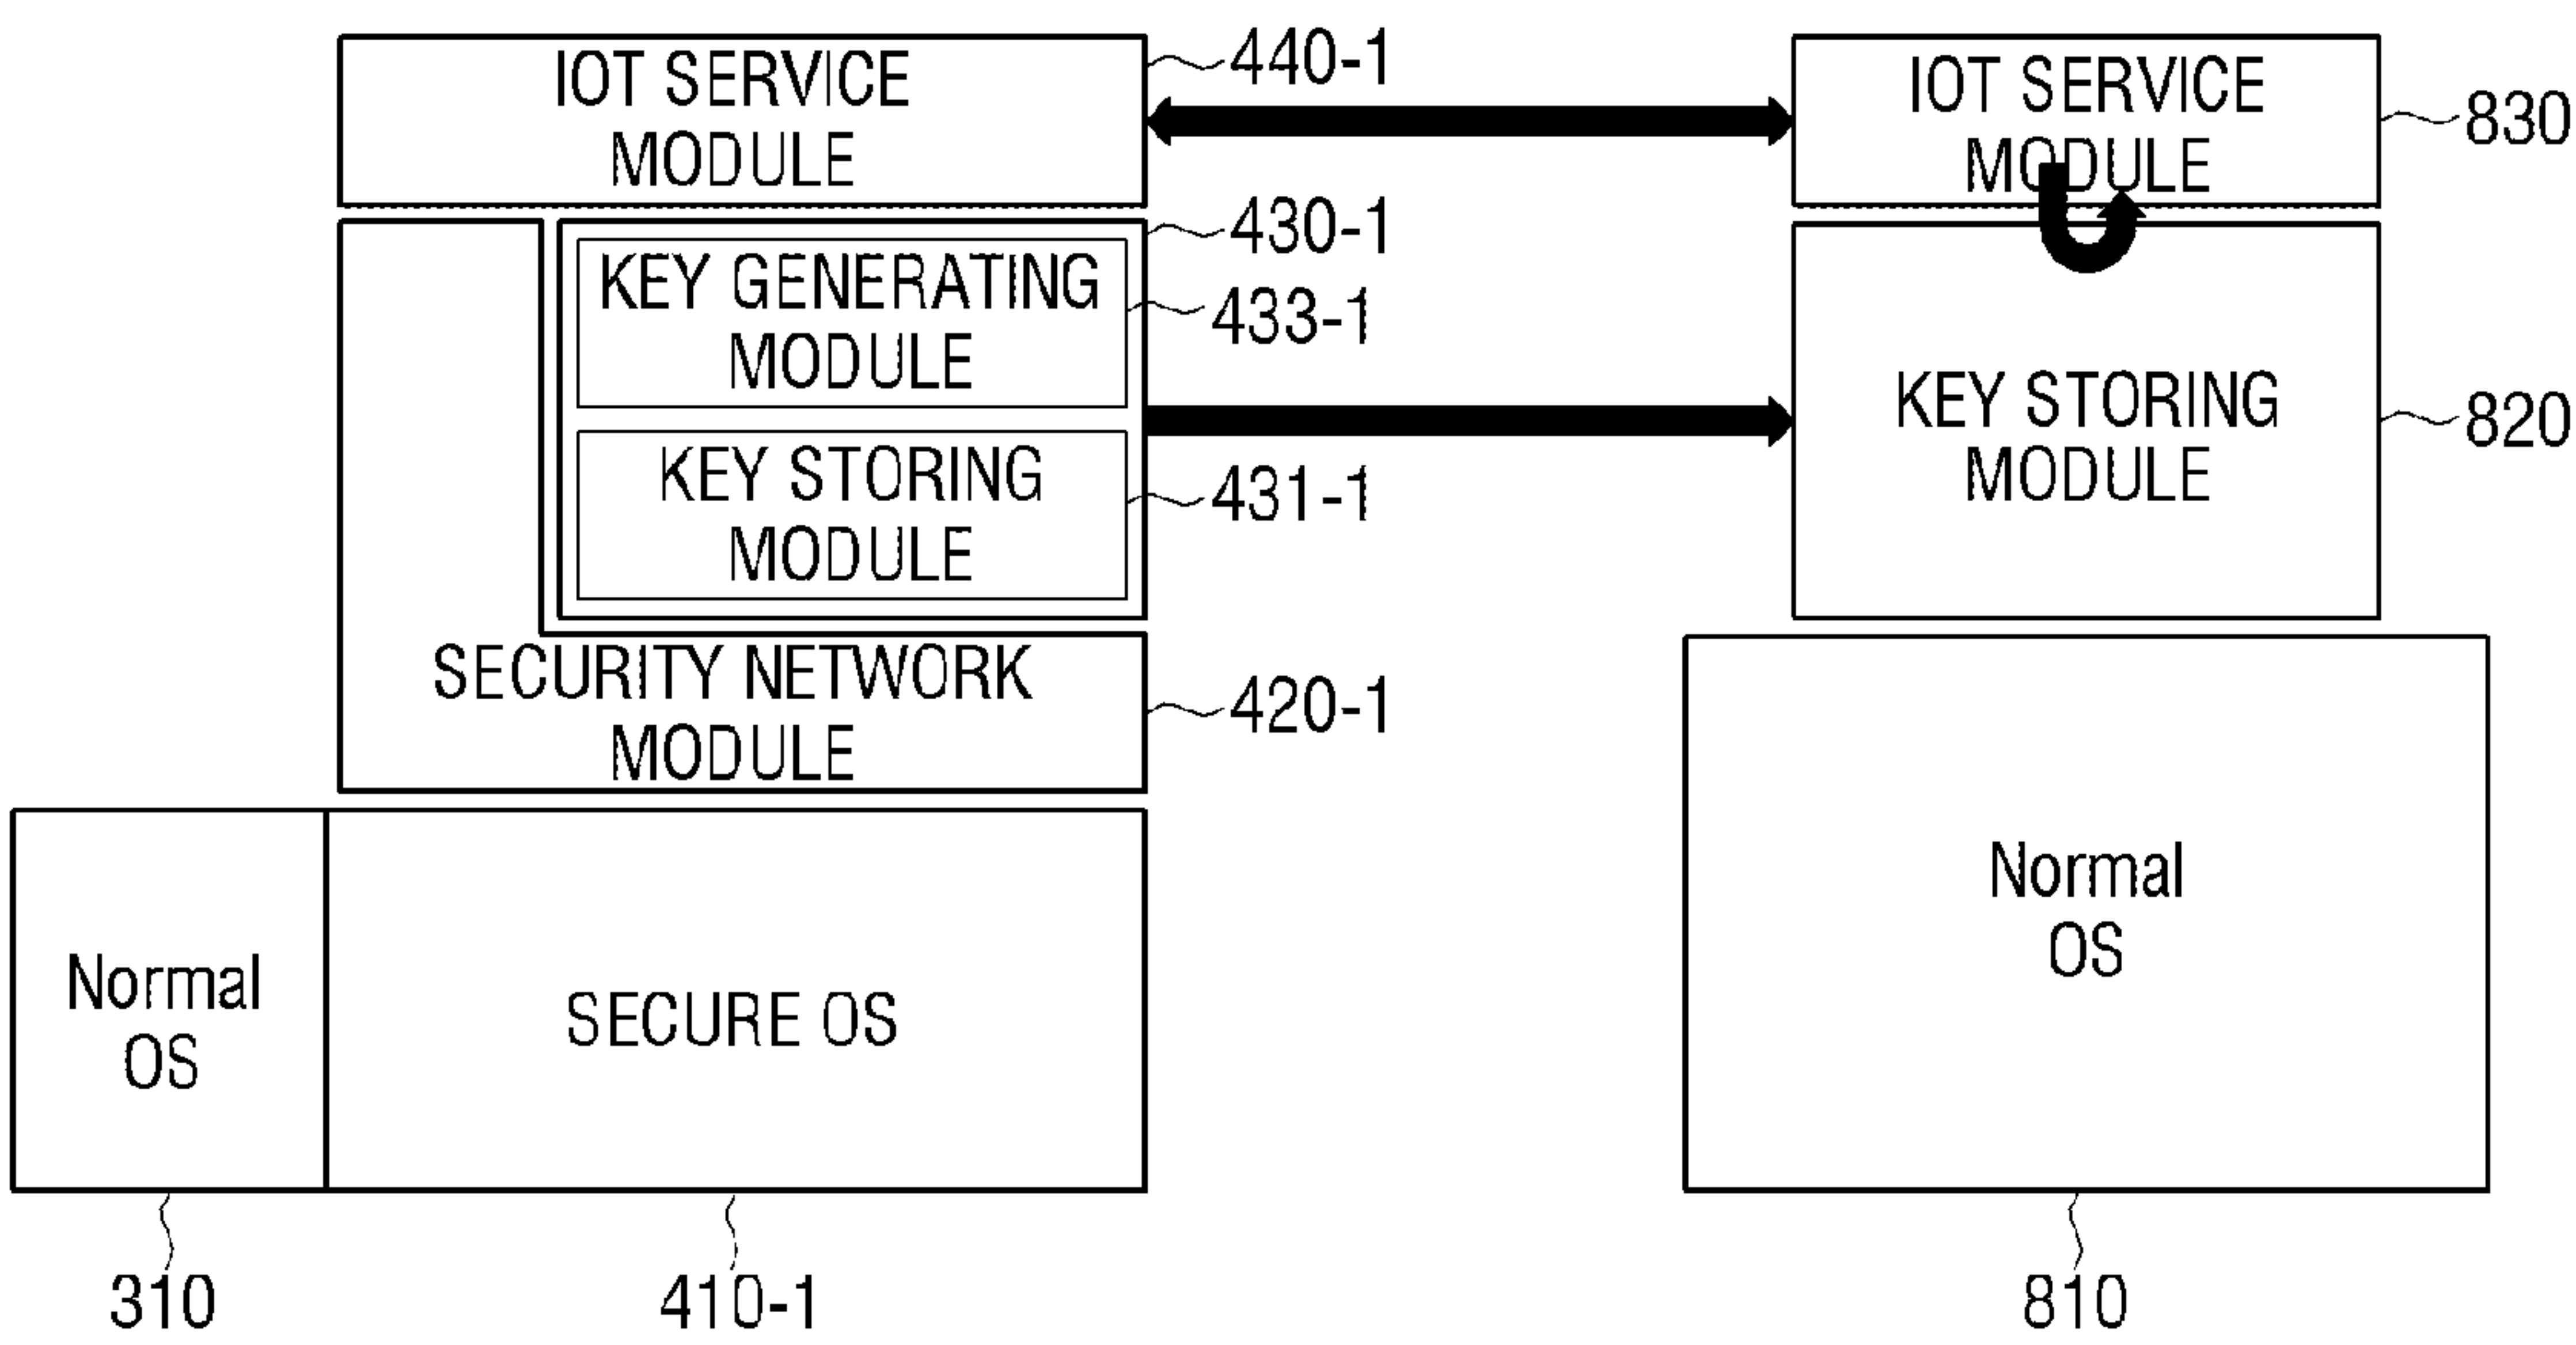 IOT SERVICE
MODULE
440-1
430-1
KEY GENERATING
MODULE
433-1
KEY STORING
MODULE
431-1
SECURITY NETWORK
MODULE
420-1
Normal
OS
310
SECURE OS
410-1
IOT SERVICE
MODULE
830
KEY STORING
MODULE
820
Normal
OS
810